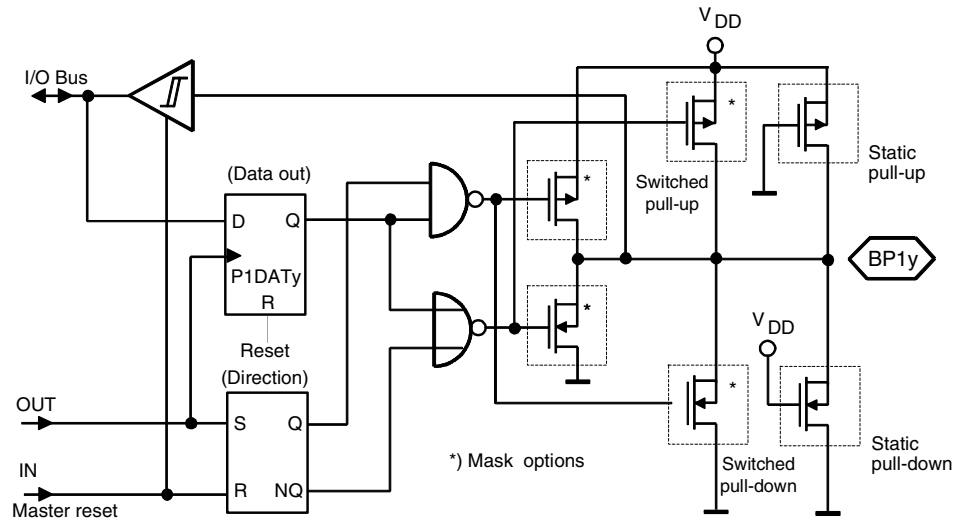 V DD
I/O Bus
*
(Data out)
Static
pull-up
*
Switched
pull-up
D
Q
P1DATy
R
BP1y
*
V DD
Reset
(Direction)
OUT
S
Q
*
*) Mask options
IN
R
NQ
Master reset
Switched
pull-down
Static
pull-down